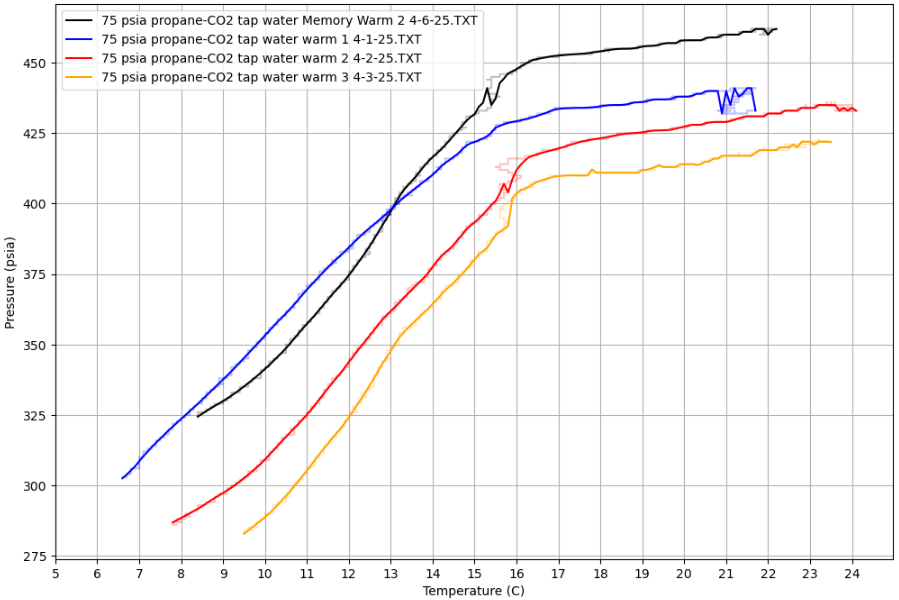 75 psia propane-CO2 tap water Memory Warm 2 4-6-25.TXT
75 psia propane-CO2 tap water warm 1 4-1-25.TXT
75 psia propane-CO2 tap water warm 2 4-2-25.TXT
75 psia propane-CO2 tap water warm 3 4-3-25.TXT
Pressure (psia)
450
425
400
375
350
325
300
275
5 6 7 8 9 10 11 12 13 14 15 16 17 18 19 20 21 22 23 24
Temperature (C)